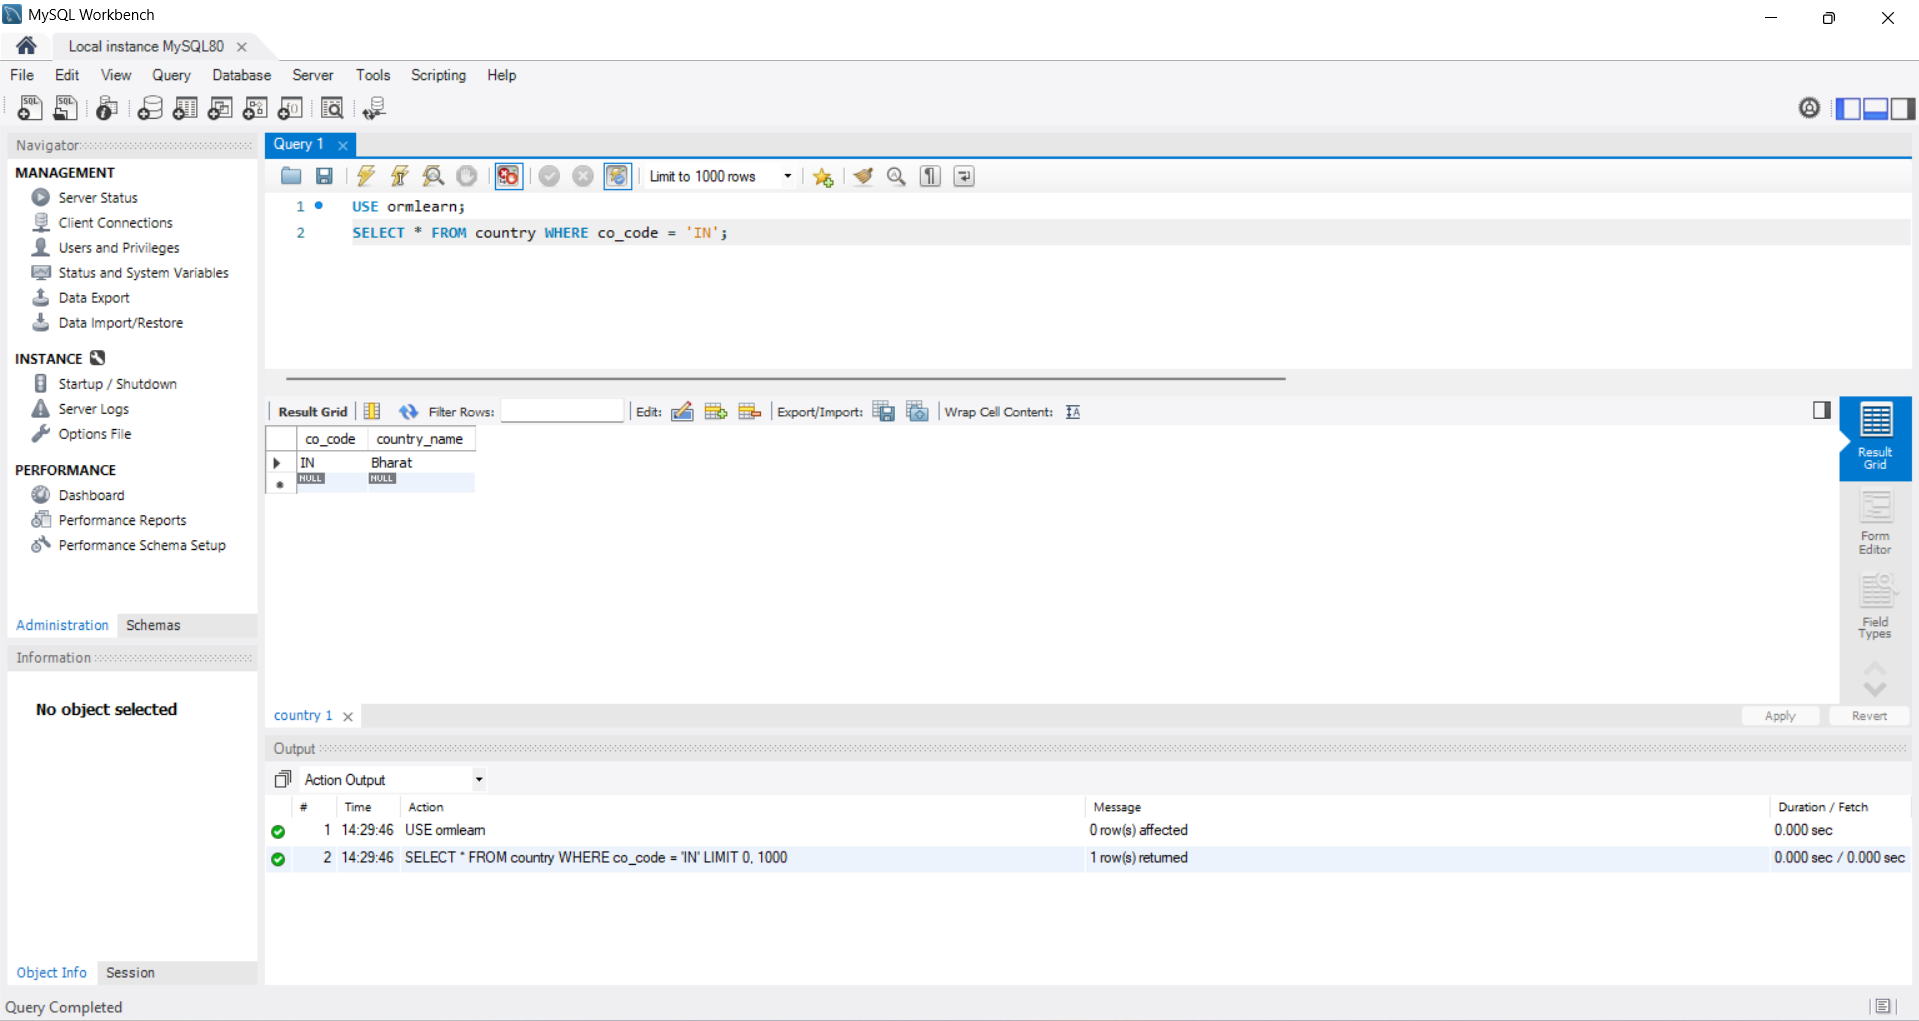 MySQL Workbench
Local instance MySQL80
File Edit View Query Database Server Tools Scripting Help
Navigator
MANAGEMENT
Server Status
Client Connections
Users and Privileges
Status and System Variables
Data Export
Data Import/Restore
INSTANCE
Startup / Shutdown
Server Logs
Options File
PERFORMANCE
Dashboard
Performance Reports
Performance Schema Setup
Administration Schemas
Information
No object selected
Object Info Session
Query 1
Limit to 1000 rows
1 USE ormlearn;
2 SELECT * FROM country WHERE co_code = 'IN';
Result Grid Filter Rows: Edit: Export/Import: Wrap Cell Content:
co_code country_name
IN Bharat
NULL NULL
Result
Grid
Form
Editor
Field
Types
country 1
Apply Revert
Output
Action Output
# Time Action Message Duration / Fetch
1 14:29:46 USE ormlearn 0 row(s) affected 0.000 sec
2 14:29:46 SELECT * FROM country WHERE co_code = 'IN' LIMIT 0, 1000 1 row(s) returned 0.000 sec / 0.000 sec
Query Completed